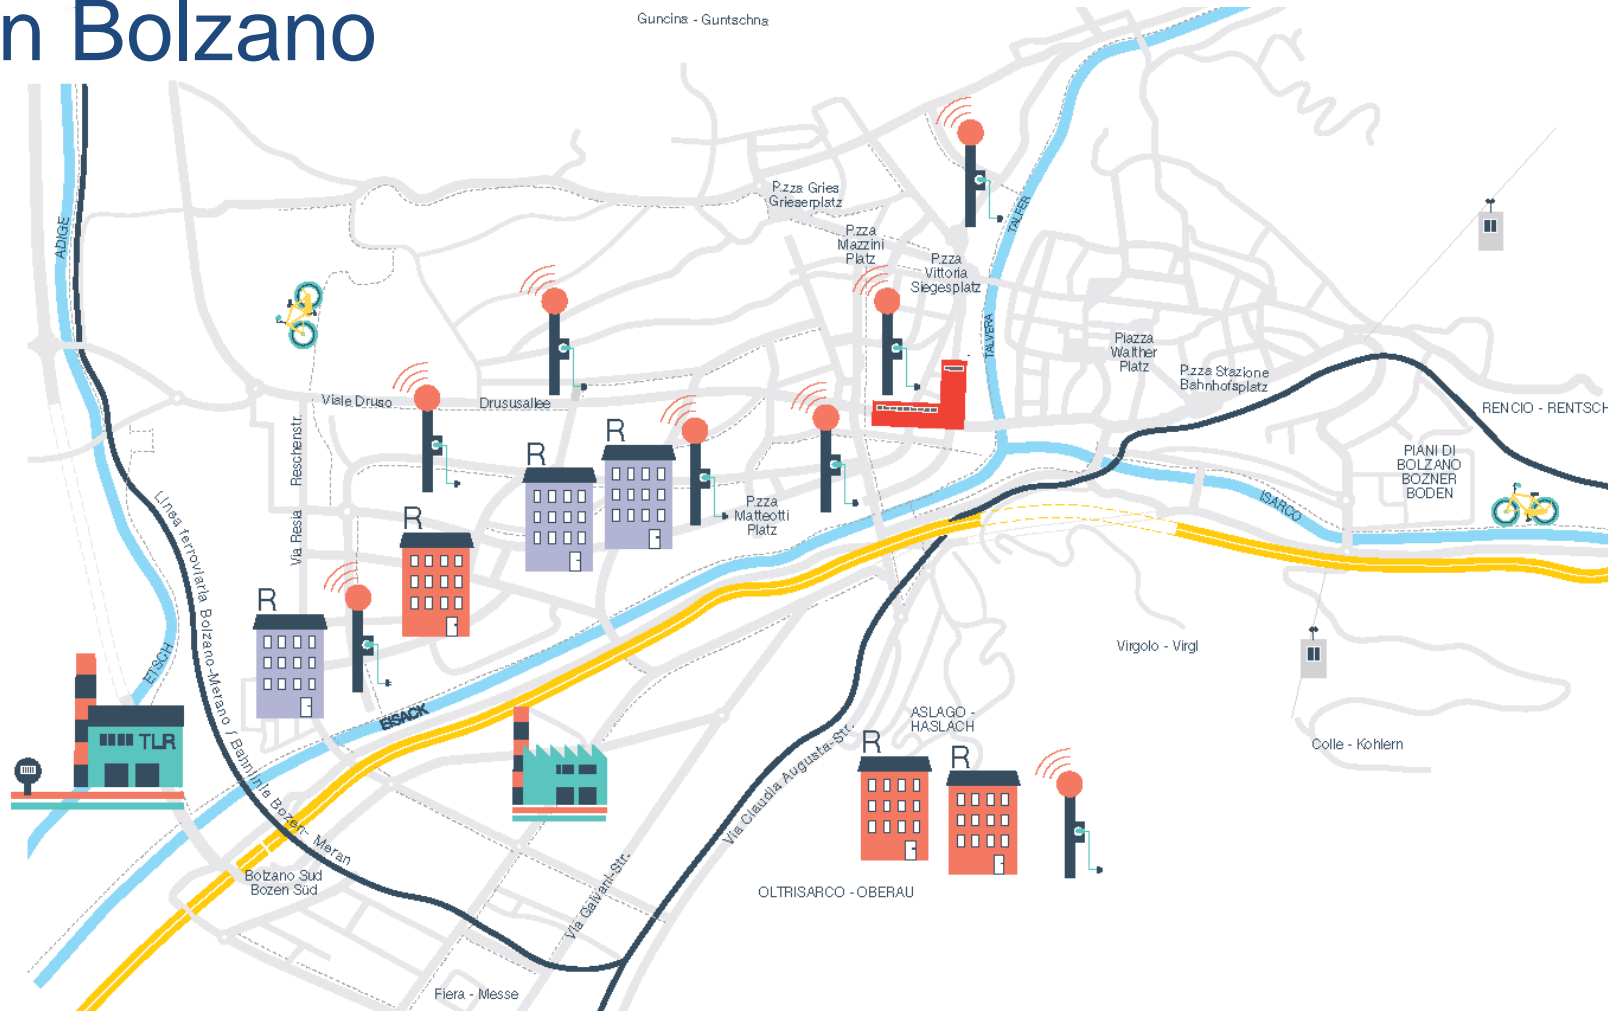 n Bolzano
Guncina - Guntschna
P.zza Gries
Grieserplatz
P.zza
Mazzini
Platz
P.zza
Vittoria
Siegesplatz
TALFER
ADIGE
TALVERA
Piazza
Walther
Platz
P.zza Stazione
Bahnhofsplatz
RENCIO - RENTSCH
Viale Druso
Drususallee
Reschenstr.
Via Resia
R
R
R
R
P.zza
Matteotti
Platz
PIANI DI
BOLZANO
BOZNER
BODEN
ISARCO
Linea ferroviaria Bolzano-Merano / Bahnlinie Bozen- Meran
ETSCH
EISACK
Virgolo - Virgl
TLR
ASLAGO -
HASLACH
R
R
Colle - Kohlern
Via Claudia Augusta-Str.
Bolzano Sud
Bozen Süd
Via Galvani-Str.
OLTRISARCO - OBERAU
Fiera - Messe